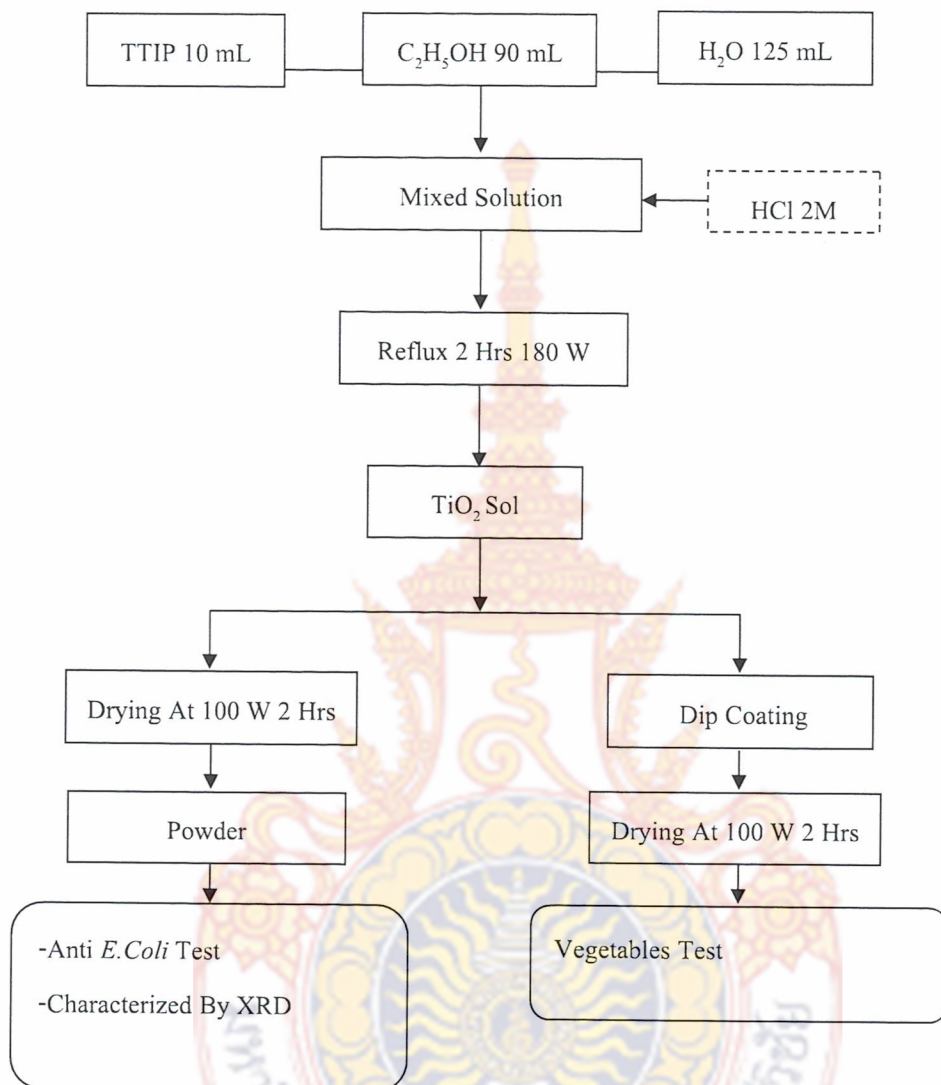 TTIP 10 mL
C₂H₅OH 90 mL
H₂O 125 mL
Mixed Solution
HCl 2M
Reflux 2 Hrs 180 W
TiO₂ Sol
Drying At 100 W 2 Hrs
Dip Coating
Powder
Drying At 100 W 2 Hrs
-Anti E.Coli Test
-Characterized By XRD
Vegetables Test